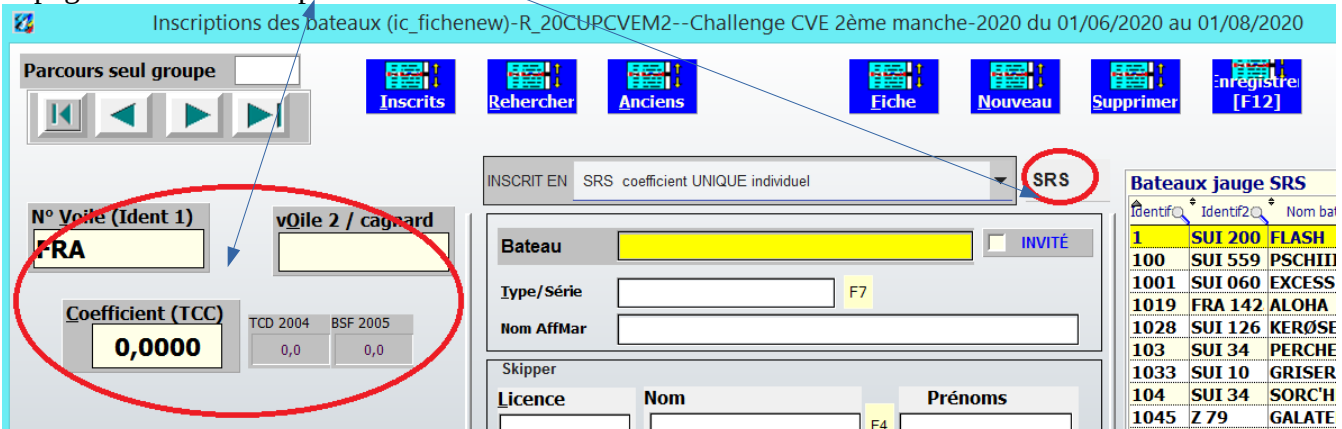 Inscriptions des bateaux (ic_fichenew)-R_20CUPCVEM2--Challenge CVE 2ème manche-2020 du 01/06/2020 au 01/08/2020
Parcours seul groupe
Inscrits
Rehercher
Anciens
Fiche
Nouveau
Supprimer
[F12]
INSCRIT EN SRS coefficient UNIQUE individuel
SRS
N° Voile (Ident 1)
FRA
vOile 2 / cagnard
Coefficient (TCC)
0,0000
TCD 2004
0,0
BSF 2005
0,0
Bateau
INVITÉ
Type/Série
F7
Nom AffMar
Skipper
Licence
Nom
F4
Prénoms
Bateaux jauge SRS
Identif Identif2 Nom bat
1 SUI 200 FLASH
100 SUI 559 PSCHIII
1001 SUI 060 EXCESS
1019 FRA 142 ALOHA
1028 SUI 126 KERØSE
103 SUI 34 PERCHE
1033 SUI 10 GRISER
104 SUI 34 SORC'H
1045 Z 79 GALATE